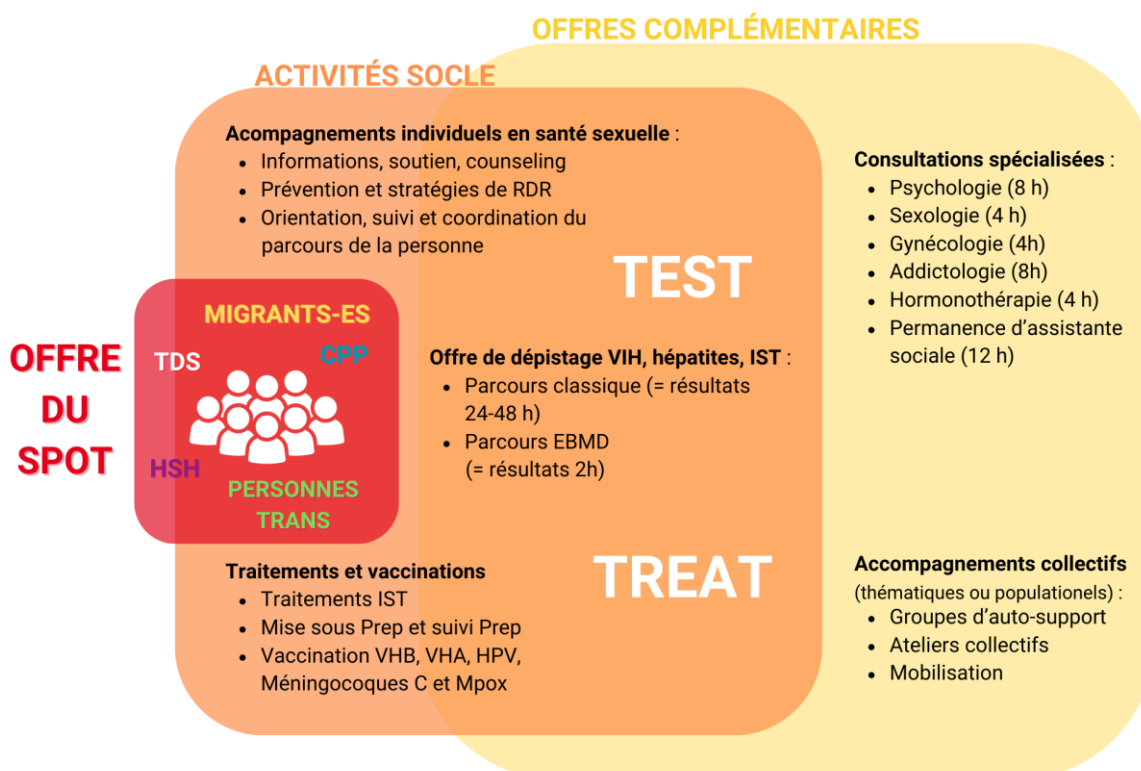 OFFRES COMPLÉMENTAIRES
ACTIVITÉS SOCLE
Acompagnements individuels en santé sexuelle :
• Informations, soutien, counseling
• Prévention et stratégies de RDR
• Orientation, suivi et coordination du
parcours de la personne
TEST
OFFRE
DU
SPOT
MIGRANTS-ES
TDS
CPP
HSH
PERSONNES
TRANS
Offre de dépistage VIH, hépatites, IST :
• Parcours classique (= résultats
24-48 h)
• Parcours EBMD
(= résultats 2h)
TREAT
Traitements et vaccinations
• Traitements IST
• Mise sous Prep et suivi Prep
• Vaccination VHB, VHA, HPV,
Méningocoques C et Mpox
Consultations spécialisées :
• Psychologie (8 h)
• Sexologie (4 h)
• Gynécologie (4h)
• Addictologie (8h)
• Hormonothérapie (4 h)
• Permanence d'assistante
sociale (12 h)
Accompagnements collectifs
(thématiques ou populationels) :
• Groupes d'auto-support
• Ateliers collectifs
• Mobilisation